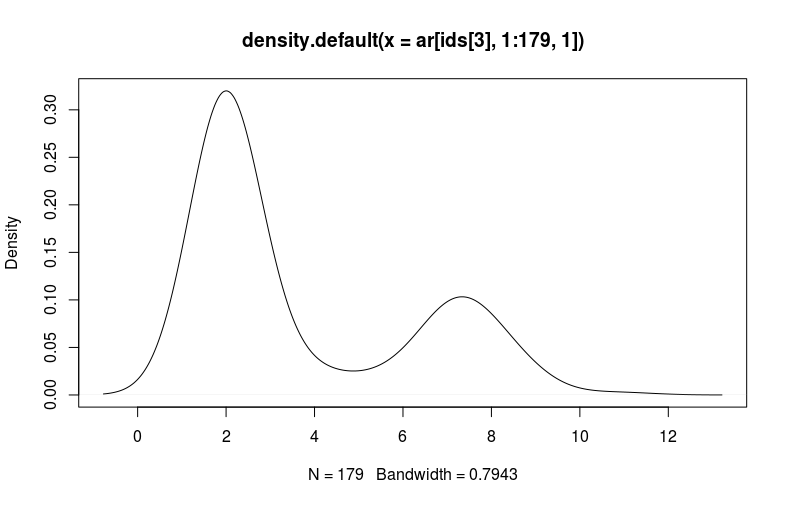 density.default(x = ar[ids[3], 1:179, 1])
Density
0.30
0.25
0.20
0.15
0.10
0.05
0.00
0 2 4 6 8 10 12
N = 179 Bandwidth = 0.7943